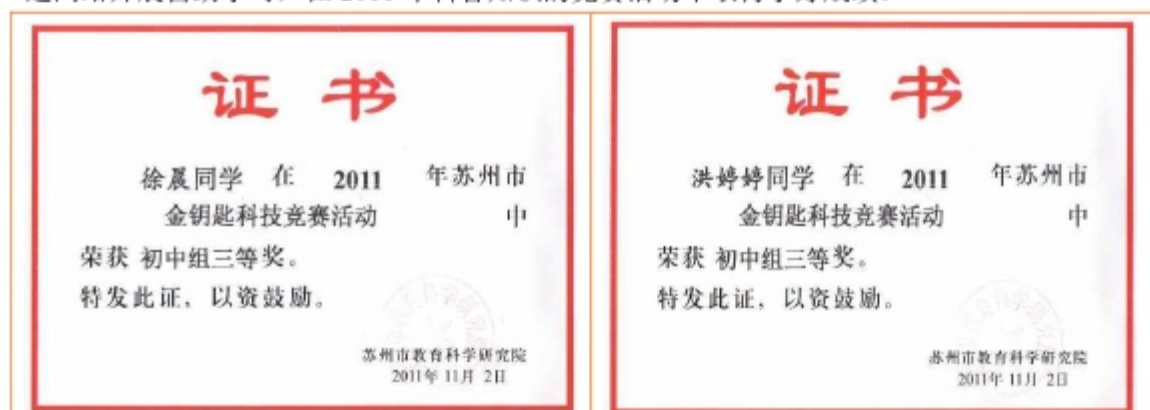 证 书
徐晨同学 在 2011 年苏州市
金钥匙科技竞赛活动 中
荣获 初中组三等奖。
特发此证，以资鼓励。
苏州市教育科学研究院
2011年 11月 2日
证 书
洪婷婷同学 在 2011 年苏州市
金钥匙科技竞赛活动 中
荣获 初中组三等奖。
特发此证，以资鼓励。
苏州市教育科学研究院
2011年 11月 2日